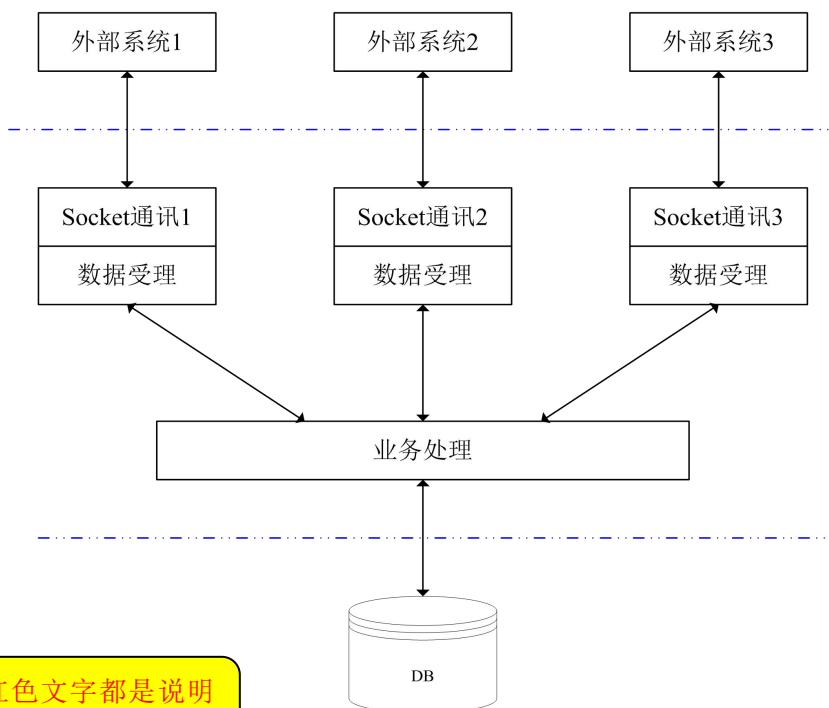 外部系统1 外部系统2 外部系统3
Socket通讯1 Socket通讯2 Socket通讯3
数据受理 数据受理 数据受理
业务处理
DB
色文字都是说明